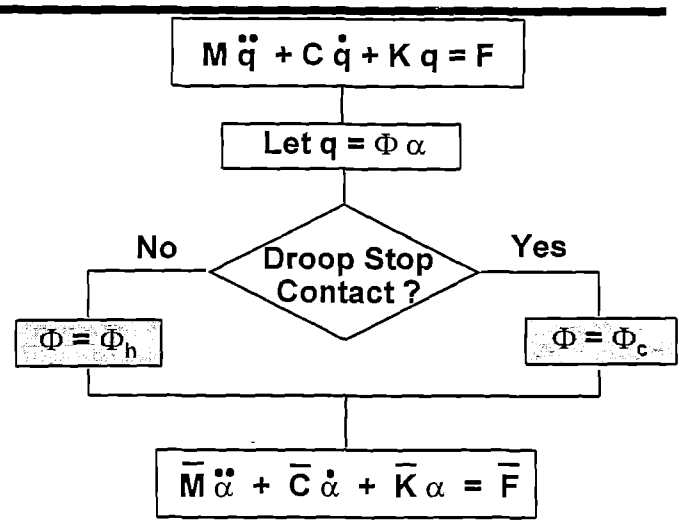 M q̈ + C q̇ + K q = F
Let q = Φ α
No
Yes
Droop Stop
Contact ?
Φ = Φh
Φ = Φc
M̅ α̈ + C̅ α̇ + K̅ α = F̅